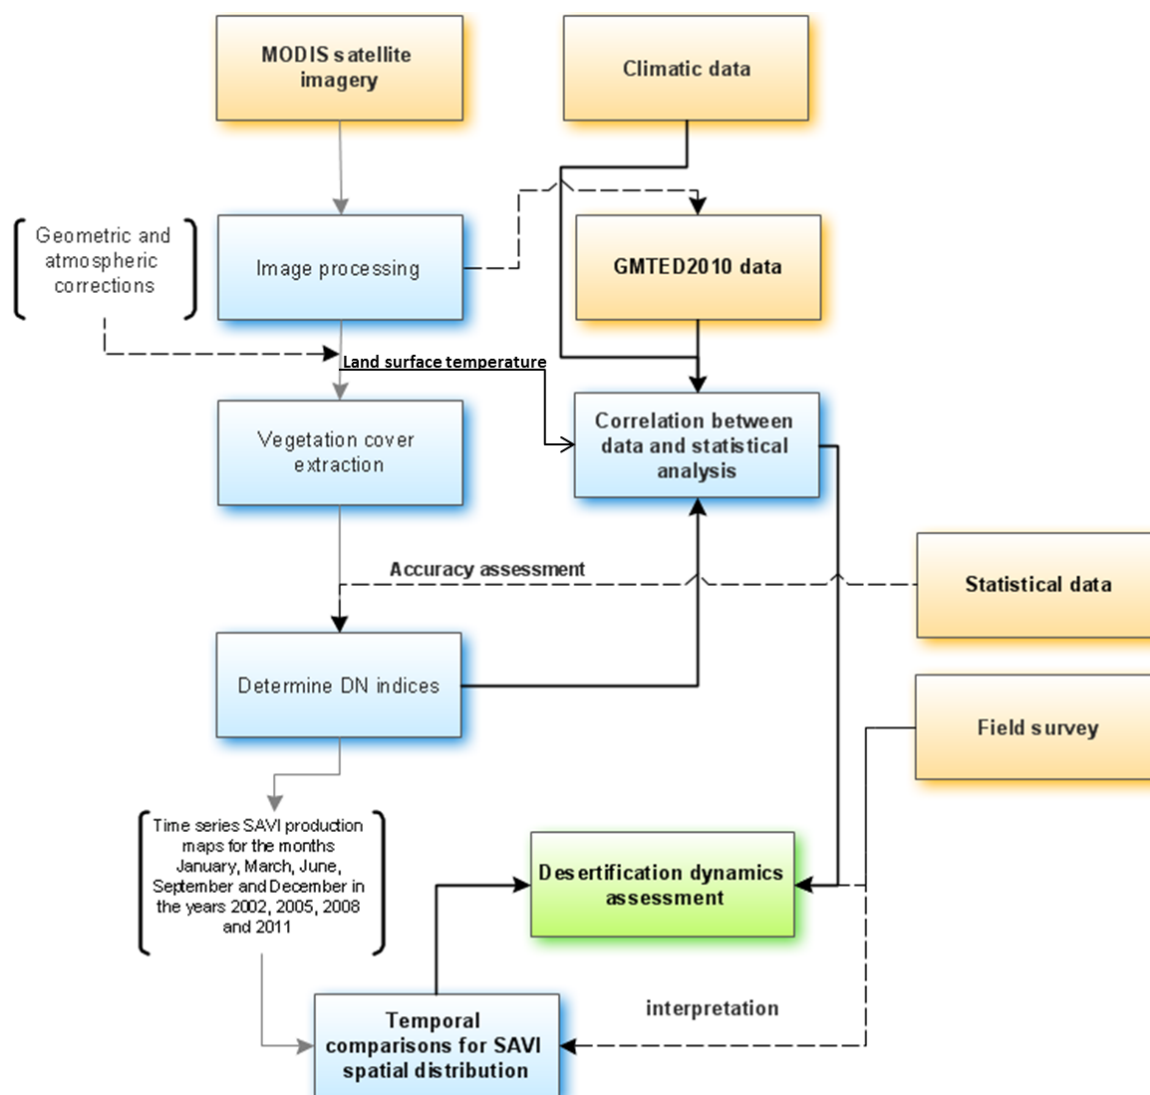 MODIS satellite
imagery
Climatic data
Geometric and
atmospheric
corrections
Image processing
GMTED2010 data
Land surface temperature
Vegetation cover
extraction
Correlation between
data and statistical
analysis
Accuracy assessment
Statistical data
Determine DN indices
Field survey
Time series SAVI production
maps for the months
January, March, June,
September and December in
the years 2002, 2005, 2008
and 2011
Desertification dynamics
assessment
interpretation
Temporal
comparisons for SAVI
spatial distribution